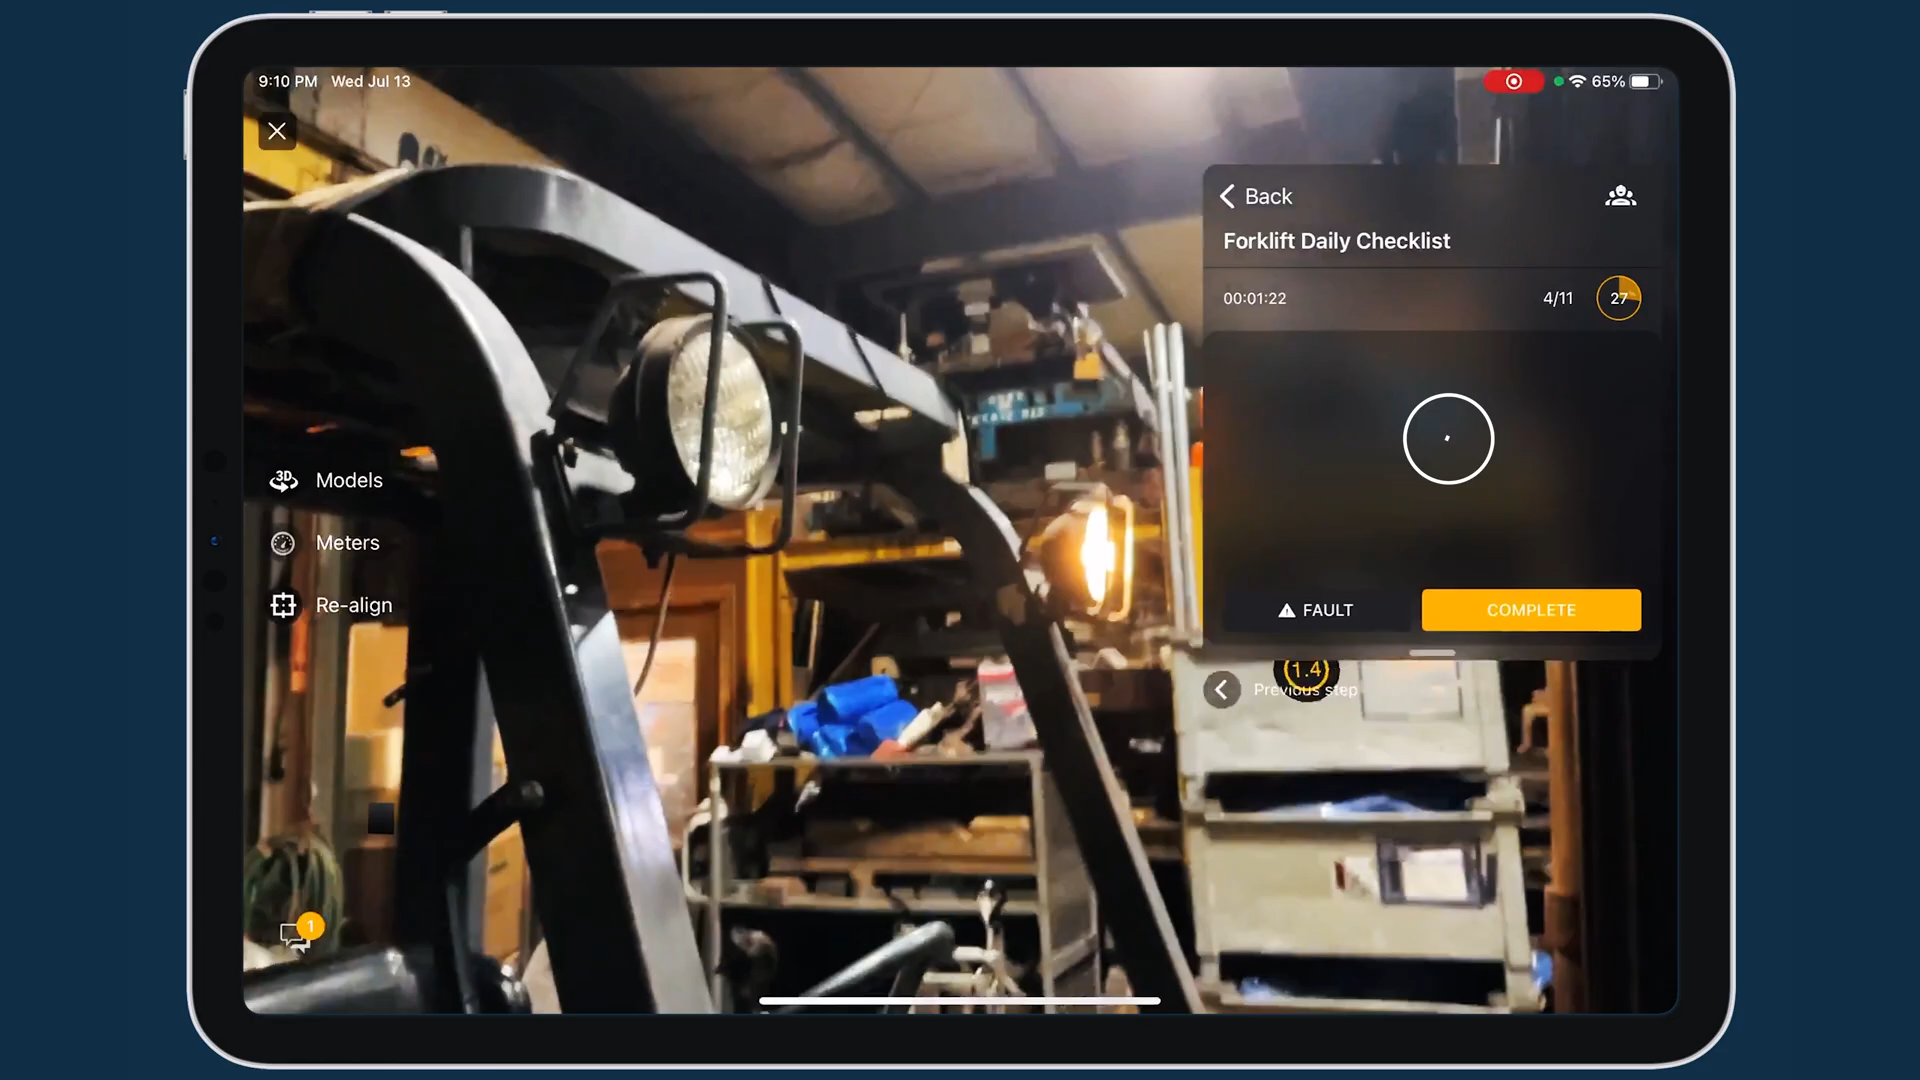 9:10 PM Wed Jul 13
65%
Back
Forklift Daily Checklist
00:01:22
4/11
27%
Models
Meters
Re-align
FAULT
COMPLETE
1.4
Previous step
1
3D